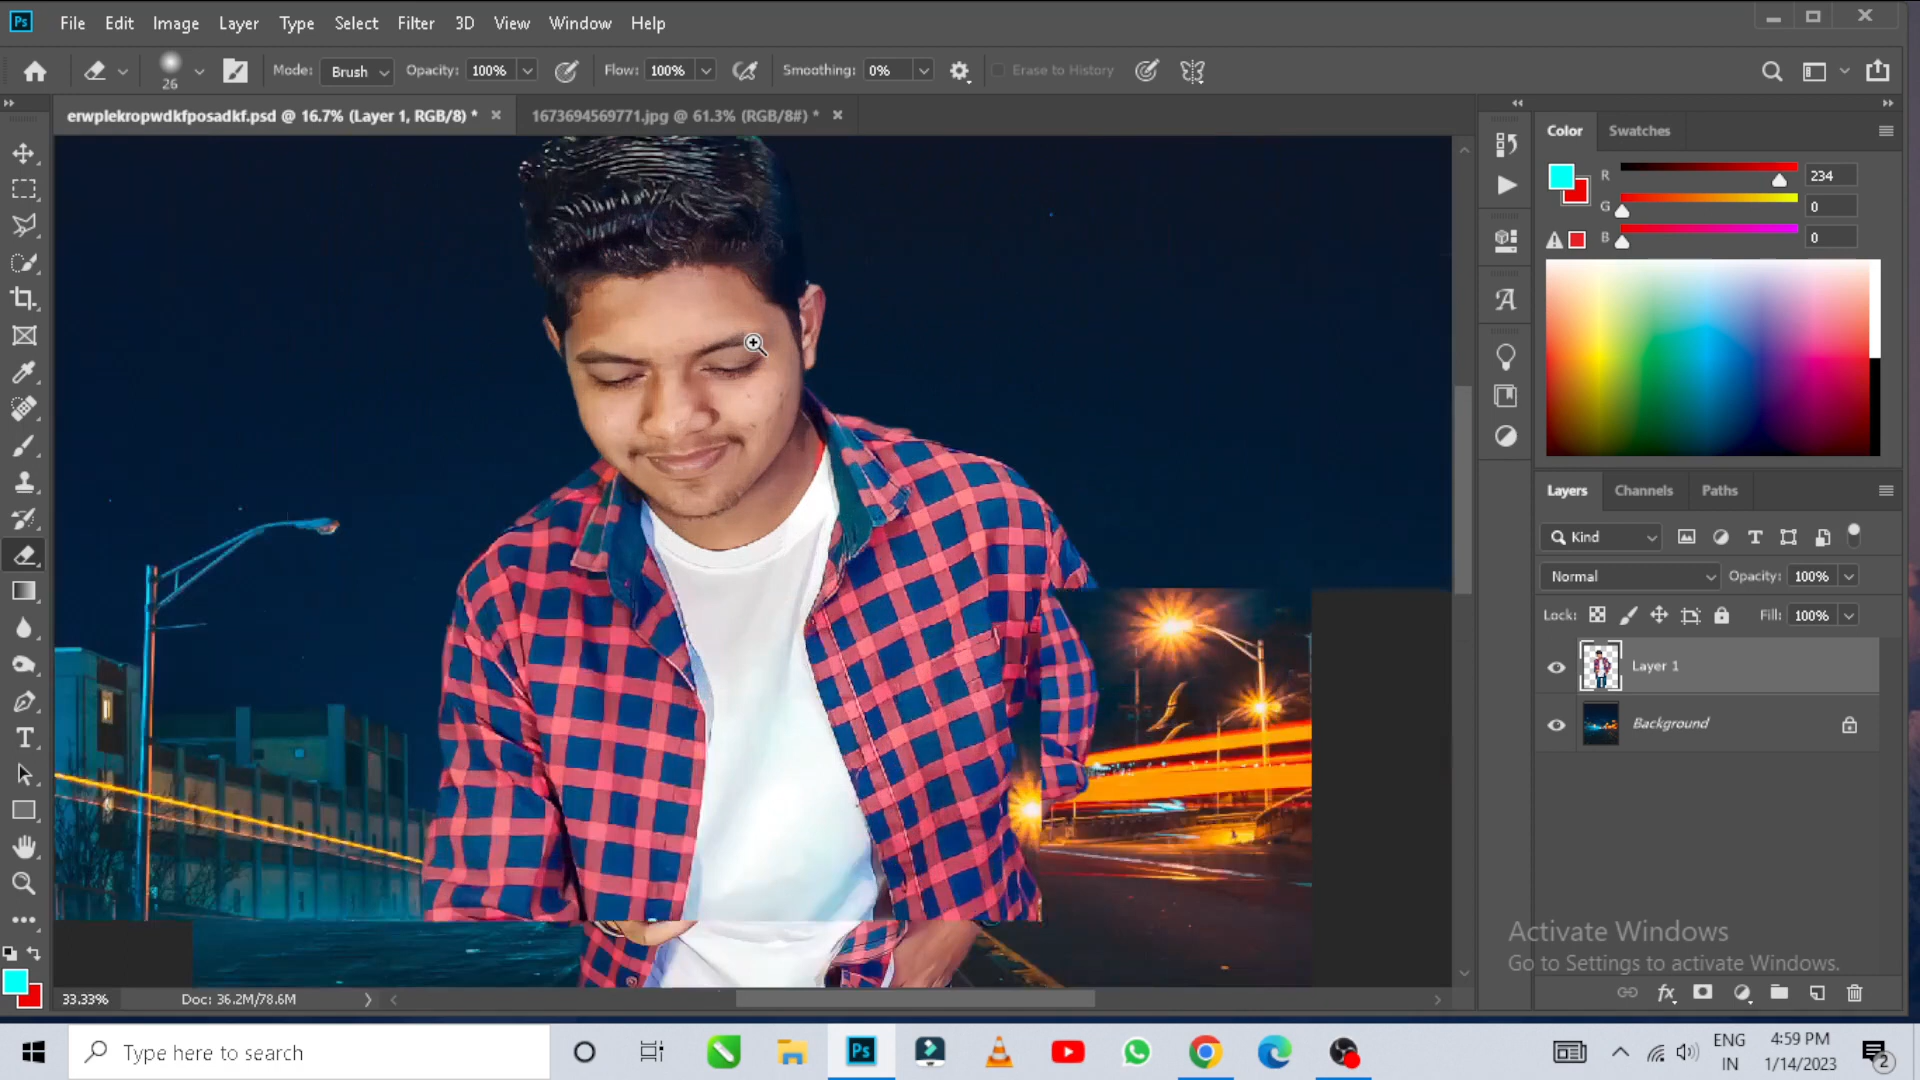 Ps File Edit Image Layer Type Select Filter 3D View Window Help
26 Mode: Brush Opacity: 100% Flow: 100% Smoothing: 0% Erase to History
erwplekropwdkfposadkf.psd @ 16.7% (Layer 1, RGB/8) * × 1673694569771.jpg @ 61.3% (RGB/8#) * ×
Color Swatches
R 234
G 0
B 0
Layers Channels Paths
Kind
Normal Opacity: 100%
Lock: Fill: 100%
Layer 1
Background
Activate Windows
Go to Settings to activate Windows.
33.33% Doc: 36.2M/78.6M
Type here to search
Ps
ENG
IN
4:59 PM
1/14/2023
2